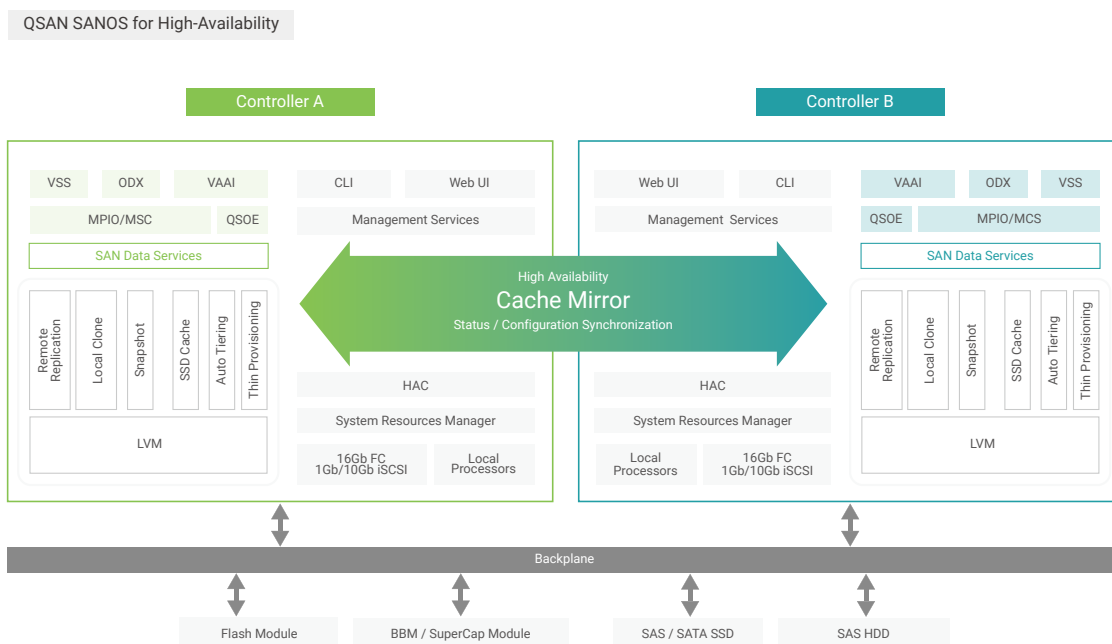 QSAN SANOS for High-Availability
Controller A
Controller B
VSS
ODX
VAAI
CLI
Web UI
MPIO/MSC
QSOE
Management Services
SAN Data Services
Remote
Replication
Local Clone
Snapshot
SSD Cache
Auto Tiering
Thin Provisioning
LVM
HAC
System Resources Manager
16Gb FC
1Gb/10Gb iSCSI
Local
Processors
High Availability
Cache Mirror
Status / Configuration Synchronization
Web UI
CLI
VAAI
ODX
VSS
Management Services
QSOE
MPIO/MCS
SAN Data Services
HAC
System Resources Manager
Local
Processors
16Gb FC
1Gb/10Gb iSCSI
Remote
Replication
Local Clone
Snapshot
SSD Cache
Auto Tiering
Thin Provisioning
LVM
Backplane
Flash Module
BBM / SuperCap Module
SAS / SATA SSD
SAS HDD